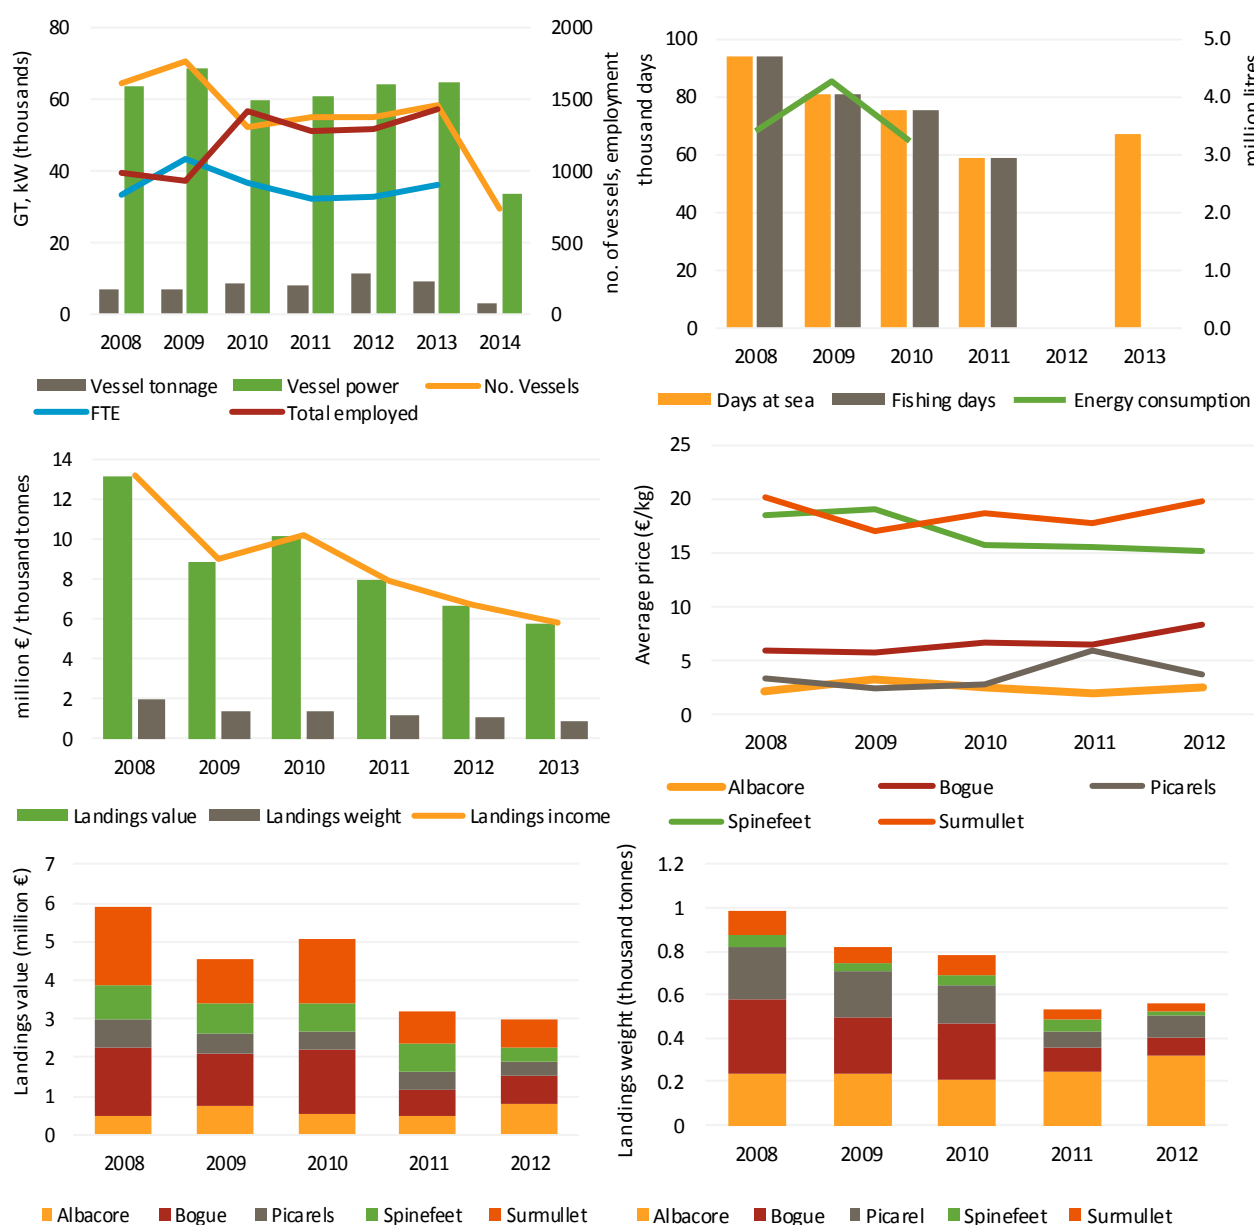 GT, kW (thousands)
80
60
40
20
0
2000
1500
1000
500
0
no. of vessels, employment
2008 2009 2010 2011 2012 2013 2014
Vessel tonnage Vessel power No. Vessels
FTE Total employed
thousand days
100
80
60
40
20
0
5.0
4.0
3.0
2.0
1.0
0.0
million litres
2008 2009 2010 2011 2012 2013
Days at sea Fishing days Energy consumption
million € / thousand tonnes
14
12
10
8
6
4
2
0
2008 2009 2010 2011 2012 2013
Landings value Landings weight Landings income
Average price (€/kg)
25
20
15
10
5
0
2008 2009 2010 2011 2012
Albacore Bogue Picarels
Spinefeet Surmullet
Landings value (million €)
7
6
5
4
3
2
1
0
2008 2009 2010 2011 2012
Albacore Bogue Picarels Spinefeet Surmullet
Landings weight (thousand tonnes)
1.2
1
0.8
0.6
0.4
0.2
0
2008 2009 2010 2011 2012
Albacore Bogue Picarel Spinefeet Surmullet